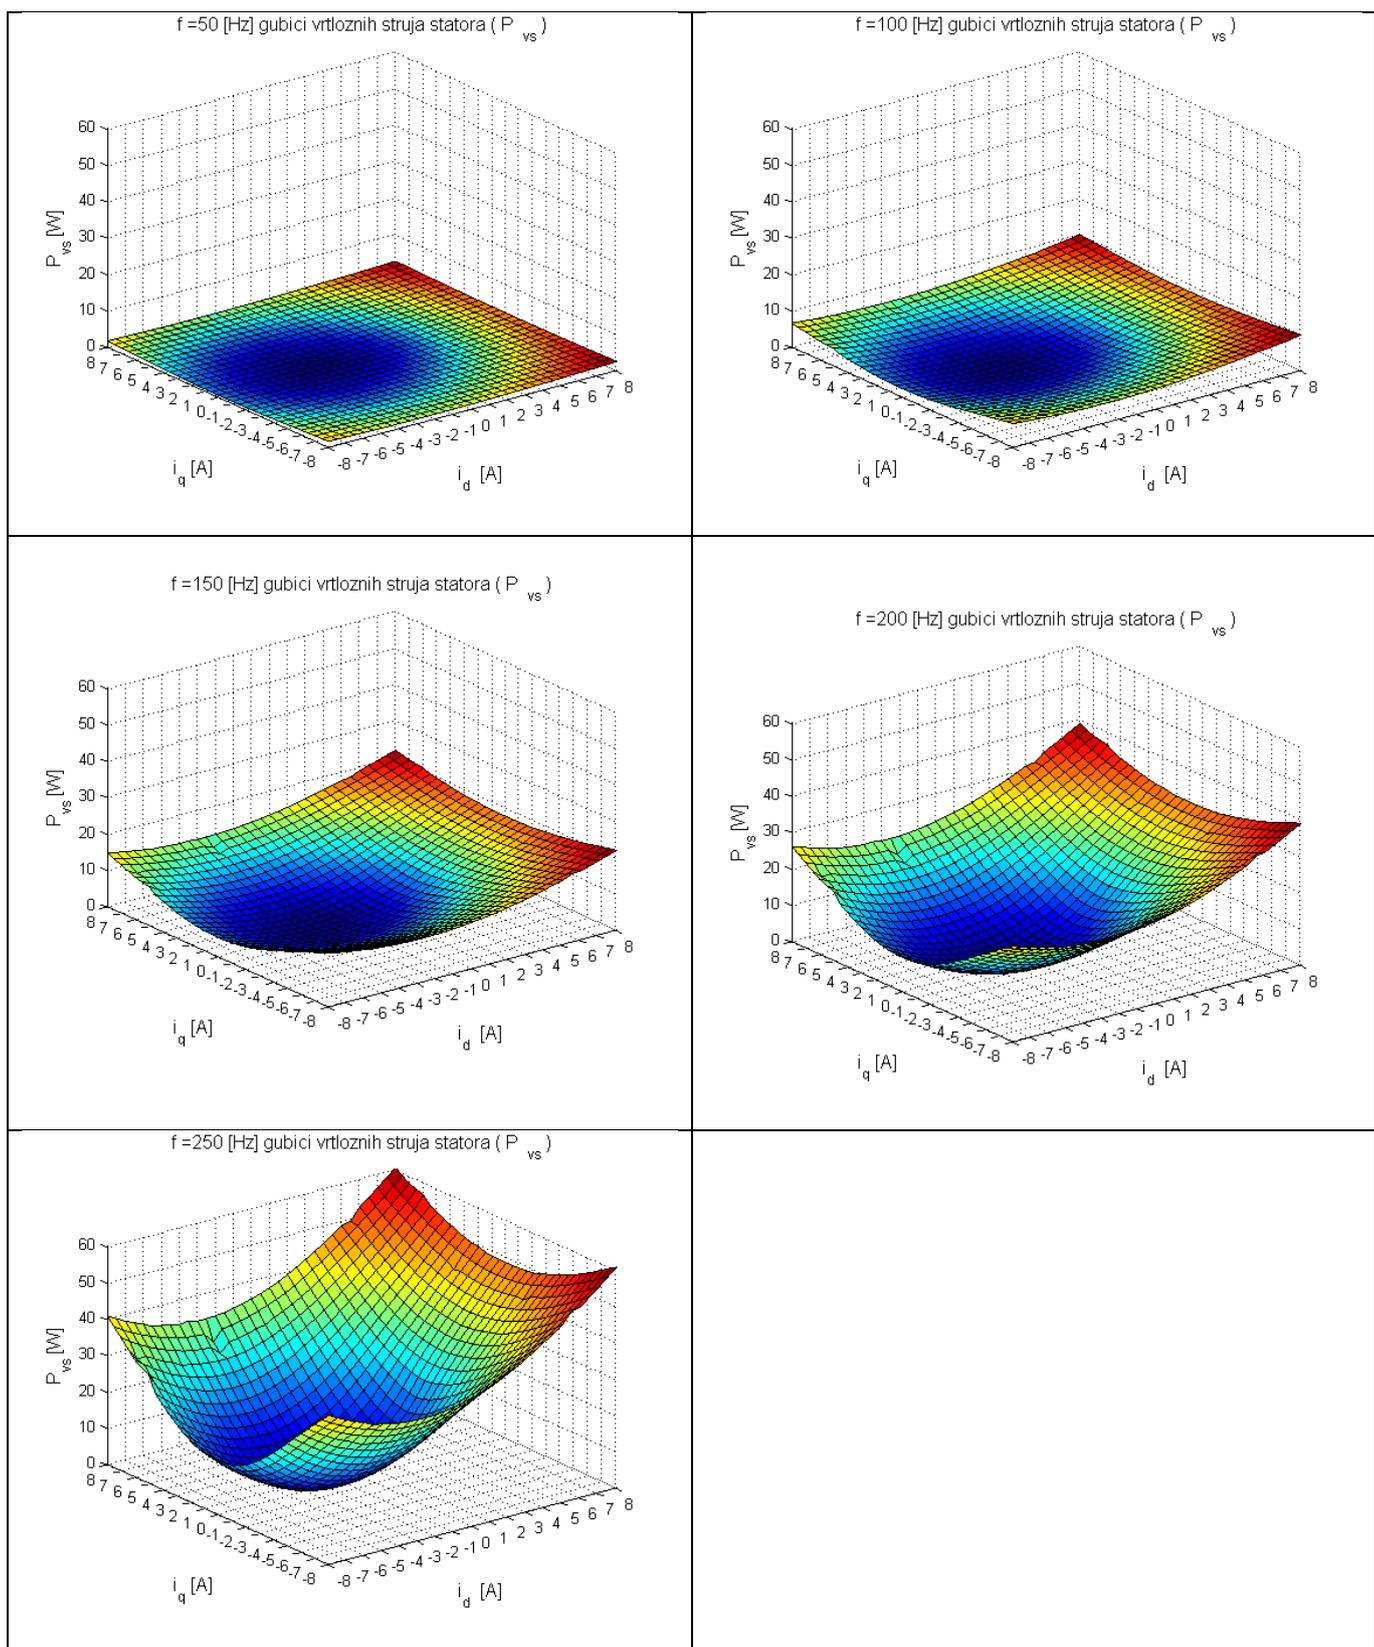 f =50 [Hz] gubici vrtloznih struja statora ( P vs )
60
50
40
30
20
10
0
P vs [W]
8 7 6 5 4 3 2 1 0 -1 -2 -3 -4 -5 -6 -7 -8
i q [A]
-8 -7 -6 -5 -4 -3 -2 -1 0 1 2 3 4 5 6 7 8
i d [A]
f =100 [Hz] gubici vrtloznih struja statora ( P vs )
60
50
40
30
20
10
0
P vs [W]
8 7 6 5 4 3 2 1 0 -1 -2 -3 -4 -5 -6 -7 -8
i q [A]
-8 -7 -6 -5 -4 -3 -2 -1 0 1 2 3 4 5 6 7 8
i d [A]
f =150 [Hz] gubici vrtloznih struja statora ( P vs )
60
50
40
30
20
10
0
P vs [W]
8 7 6 5 4 3 2 1 0 -1 -2 -3 -4 -5 -6 -7 -8
i q [A]
-8 -7 -6 -5 -4 -3 -2 -1 0 1 2 3 4 5 6 7 8
i d [A]
f =200 [Hz] gubici vrtloznih struja statora ( P vs )
60
50
40
30
20
10
0
P vs [W]
8 7 6 5 4 3 2 1 0 -1 -2 -3 -4 -5 -6 -7 -8
i q [A]
-8 -7 -6 -5 -4 -3 -2 -1 0 1 2 3 4 5 6 7 8
i d [A]
f =250 [Hz] gubici vrtloznih struja statora ( P vs )
60
50
40
30
20
10
0
P vs [W]
8 7 6 5 4 3 2 1 0 -1 -2 -3 -4 -5 -6 -7 -8
i q [A]
-8 -7 -6 -5 -4 -3 -2 -1 0 1 2 3 4 5 6 7 8
i d [A]